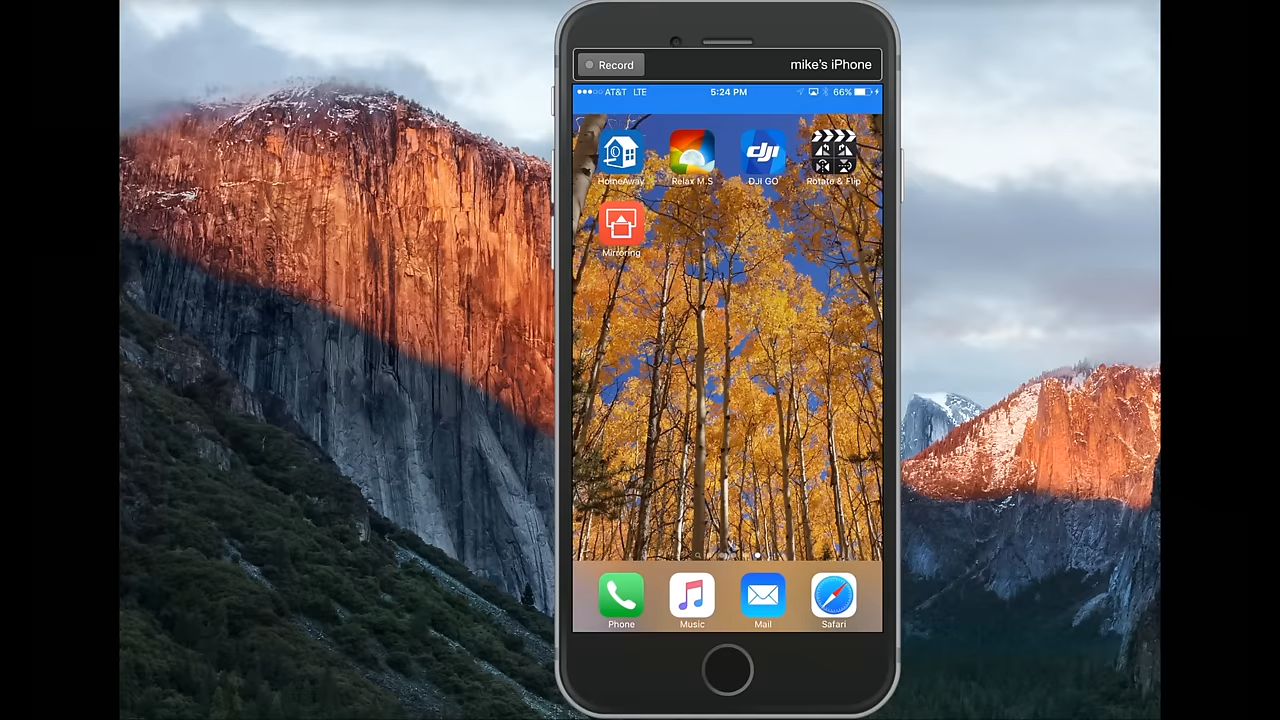 Record
mike's iPhone
AT&T LTE 5:24 PM 66%
HomeAway Relax M.S DJI GO Rotate & Flip
dji
Mirroring
Phone Music Mail Safari